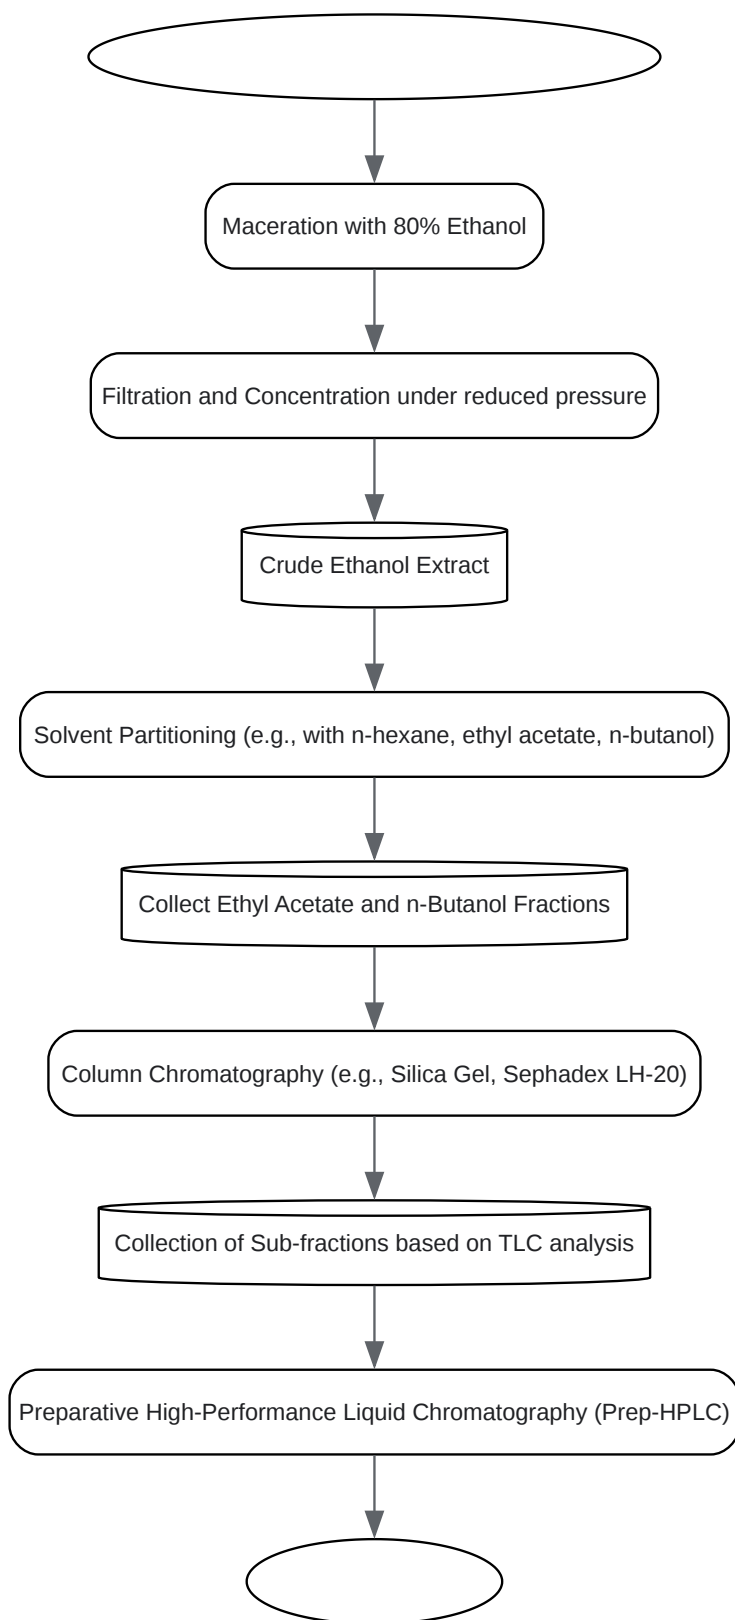 Maceration with 80% Ethanol
Filtration and Concentration under reduced pressure
Crude Ethanol Extract
Solvent Partitioning (e.g., with n-hexane, ethyl acetate, n-butanol)
Collect Ethyl Acetate and n-Butanol Fractions
Column Chromatography (e.g., Silica Gel, Sephadex LH-20)
Collection of Sub-fractions based on TLC analysis
Preparative High-Performance Liquid Chromatography (Prep-HPLC)